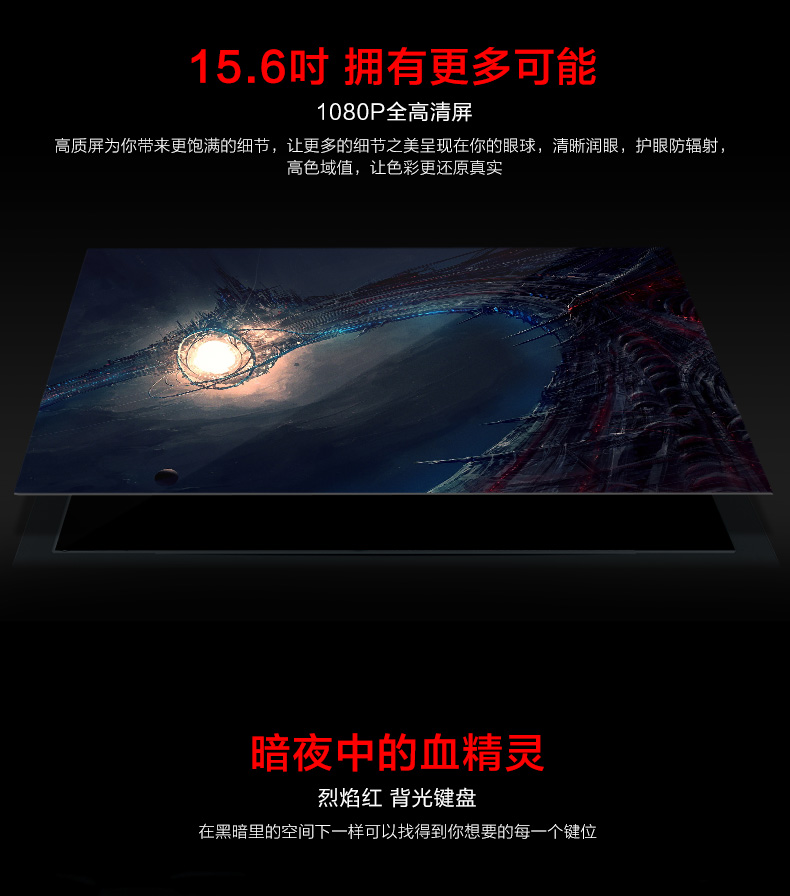 15.6吋 拥有更多可能
1080P全高清屏
高质屏为你带来更饱满的细节，让更多的细节之美呈现在你的眼球，清晰润眼，护眼防辐射，
高色域值，让色彩更还原真实
暗夜中的血精灵
烈焰红 背光键盘
在黑暗里的空间下一样可以找得到你想要的每一个键位